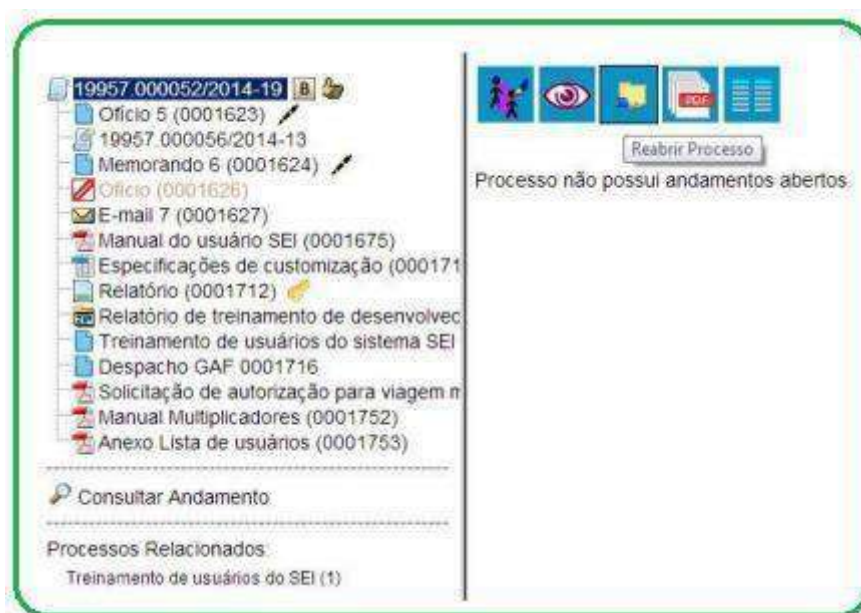 19957.000052/2014-19 B
Ofício 5 (0001623)
19957.000056/2014-13
Memorando 6 (0001624)
Ofício (0001626)
E-mail 7 (0001627)
Manual do usuário SEI (0001675)
Especificações de customização (000171
Relatório (0001712)
Relatório de treinamento de desenvolvec
Treinamento de usuários do sistema SEI
Despacho GAF 0001716
Solicitação de autorização para viagem m
Manual Multiplicadores (0001752)
Anexo Lista de usuários (0001753)
Consultar Andamento
Processos Relacionados:
Treinamento de usuários do SEI (1)
PDF
Reabrir Processo
Processo não possui andamentos abertos